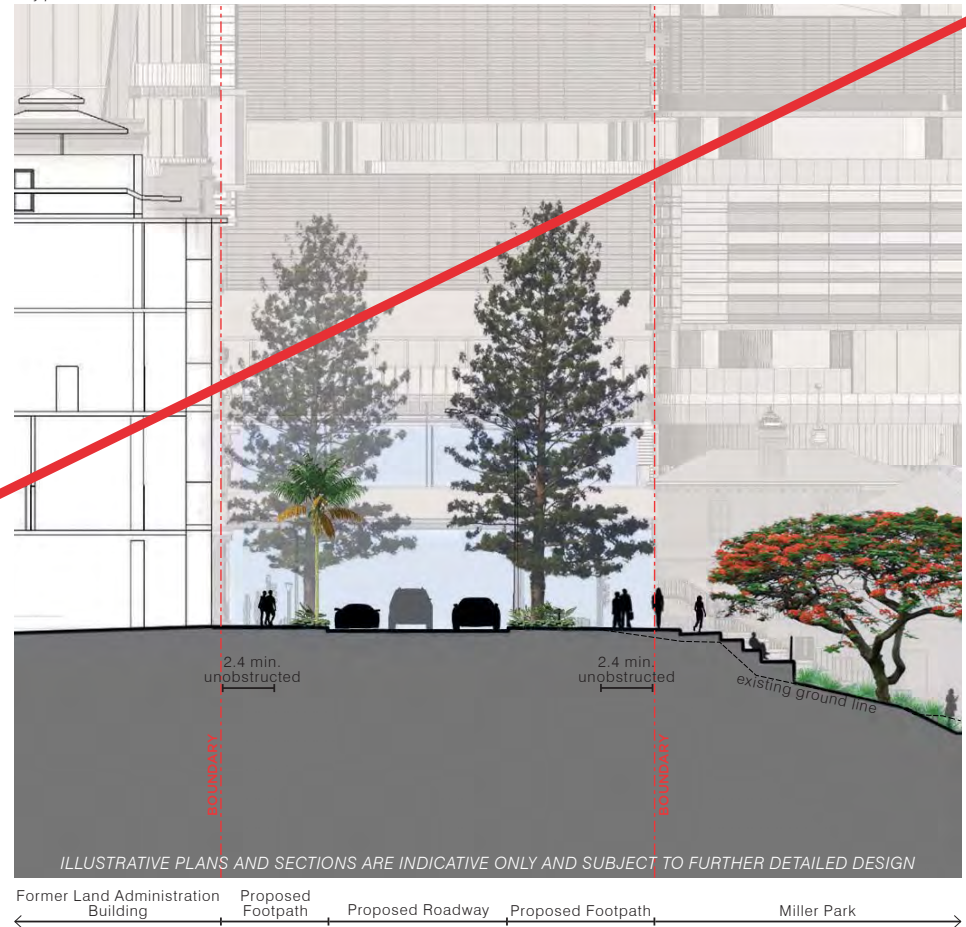 2.4 min.
unobstructed
2.4 min.
unobstructed
existing ground line
BOUNDARY
BOUNDARY
ILLUSTRATIVE PLANS AND SECTIONS ARE INDICATIVE ONLY AND SUBJECT TO FURTHER DETAILED DESIGN
Former Land Administration
Building
Proposed
Footpath
Proposed Roadway
Proposed Footpath
Miller Park